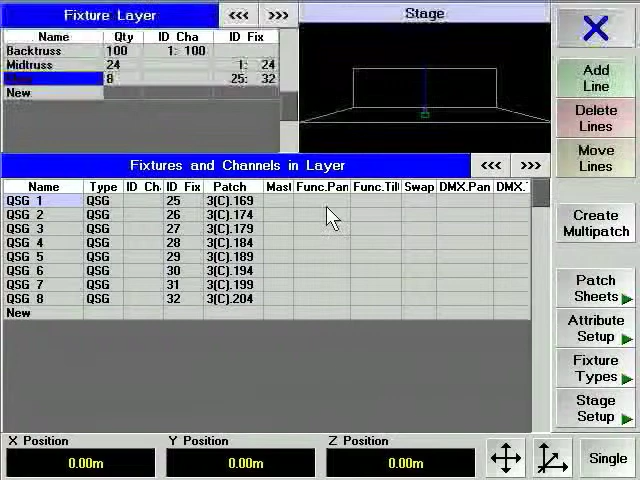 Fixture Layer <<< >>> Stage
Name Qty ID Cha ID Fix
Backtruss 100 1: 100
Midtruss 24 1: 24
8 25: 32
New
Add Line
Delete Lines
Move Lines
Fixtures and Channels in Layer <<< >>>
Name Type ID Ch ID Fix Patch Mast Func.Pan Func.Tilt Swap DMX.Pan DMX.
QSG 1 QSG 25 3(C).169
QSG 2 QSG 26 3(C).174
QSG 3 QSG 27 3(C).179
QSG 4 QSG 28 3(C).184
QSG 5 QSG 29 3(C).189
QSG 6 QSG 30 3(C).194
QSG 7 QSG 31 3(C).199
QSG 8 QSG 32 3(C).204
New
Create Multipatch
Patch Sheets
Attribute Setup
Fixture Types
Stage Setup
X Position Y Position Z Position
0.00m 0.00m 0.00m Single